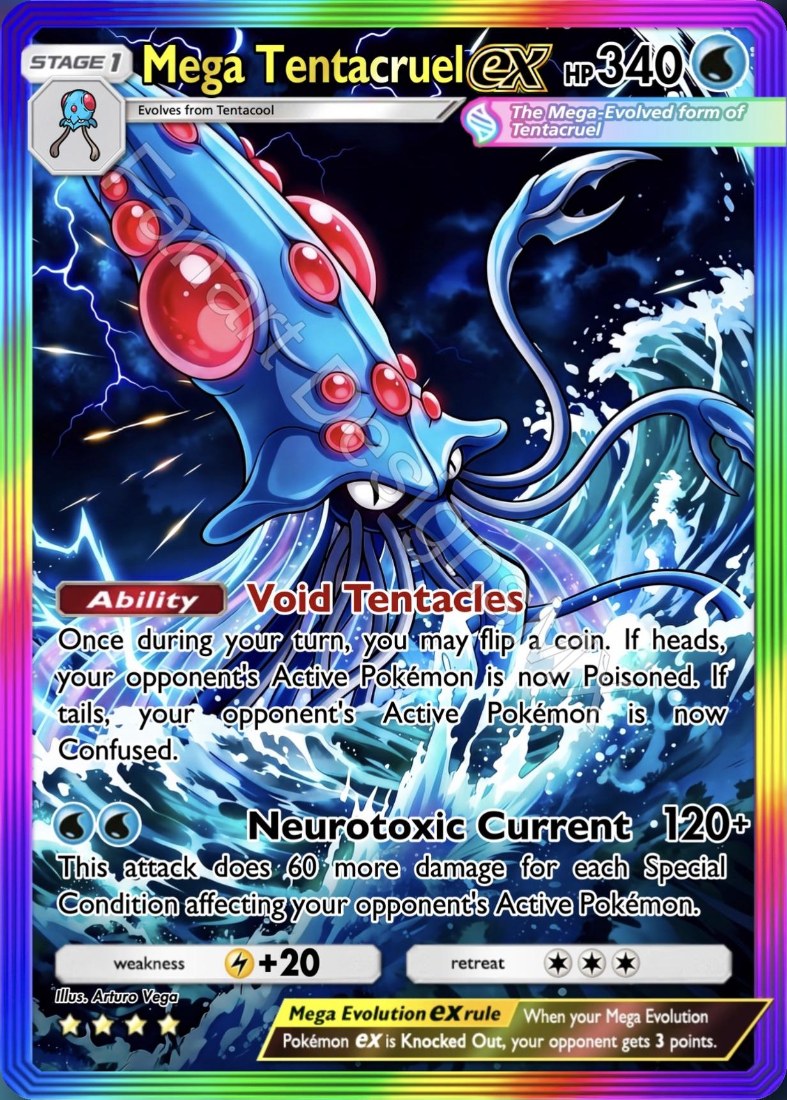 STAGE 1
Mega Tentacruel ex HP 340
Evolves from Tentacool
The Mega-Evolved form of
Tentacruel
Fanart Designs
Ability Void Tentacles
Once during your turn, you may flip a coin. If heads,
your opponent's Active Pokémon is now Poisoned. If
tails, your opponent's Active Pokémon is now
Confused.
Neurotoxic Current 120+
This attack does 60 more damage for each Special
Condition affecting your opponent's Active Pokémon.
weakness +20 retreat
Illus. Arturo Vega
Mega Evolution ex rule When your Mega Evolution
Pokémon ex is Knocked Out, your opponent gets 3 points.